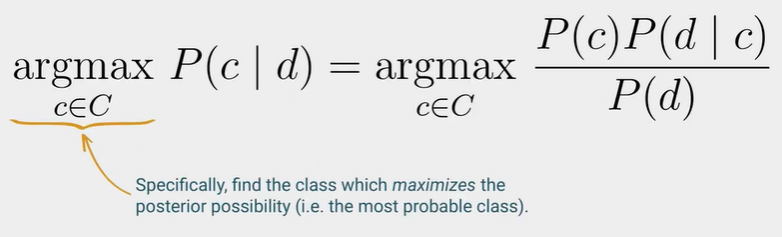 argmax P(c | d) = argmax P(c)P(d | c) / P(d)
c∈C c∈C
Specifically, find the class which maximizes the
posterior possibility (i.e. the most probable class).